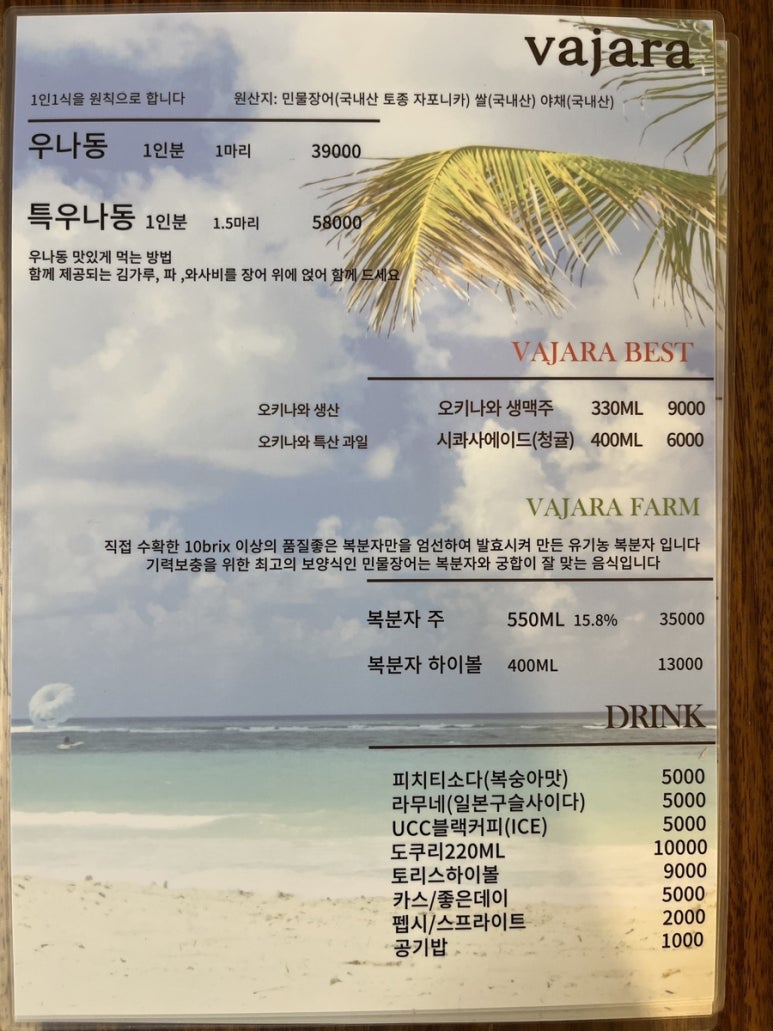 vajara
1인1식을 원칙으로 합니다 원산지: 민물장어(국내산 토종 자포니카) 쌀(국내산) 야채(국내산)
우나동 1인분 1마리 39000
특우나동 1인분 1.5마리 58000
우나동 맛있게 먹는 방법
함께 제공되는 김가루, 파 ,와사비를 장어 위에 얹어 함께 드세요
VAJARA BEST
오키나와 생산 오키나와 생맥주 330ML 9000
오키나와 특산 과일 시콰사에이드(청귤) 400ML 6000
VAJARA FARM
직접 수확한 10brix 이상의 품질좋은 복분자만을 엄선하여 발효시켜 만든 유기농 복분자 입니다
기력보충을 위한 최고의 보양식인 민물장어는 복분자와 궁합이 잘 맞는 음식입니다
복분자 주 550ML 15.8% 35000
복분자 하이볼 400ML 13000
DRINK
피치티소다(복숭아맛) 5000
라무네(일본구슬사이다) 5000
UCC블랙커피(ICE) 5000
도쿠리220ML 10000
토리스하이볼 9000
카스/좋은데이 5000
펩시/스프라이트 2000
공기밥 1000